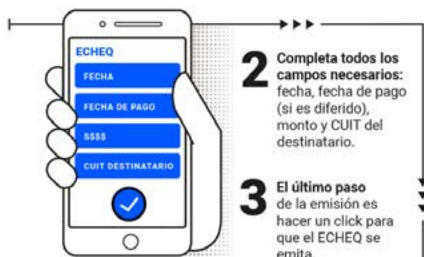 ECHEQ
FECHA
FECHA DE PAGO
$$$$
CUIT DESTINATARIO
2
Completa todos los
campos necesarios:
fecha, fecha de pago
(si es diferido),
monto y CUIT del
destinatario.
3
El último paso
de la emisión es
hacer un click para
que el ECHEQ se
emita